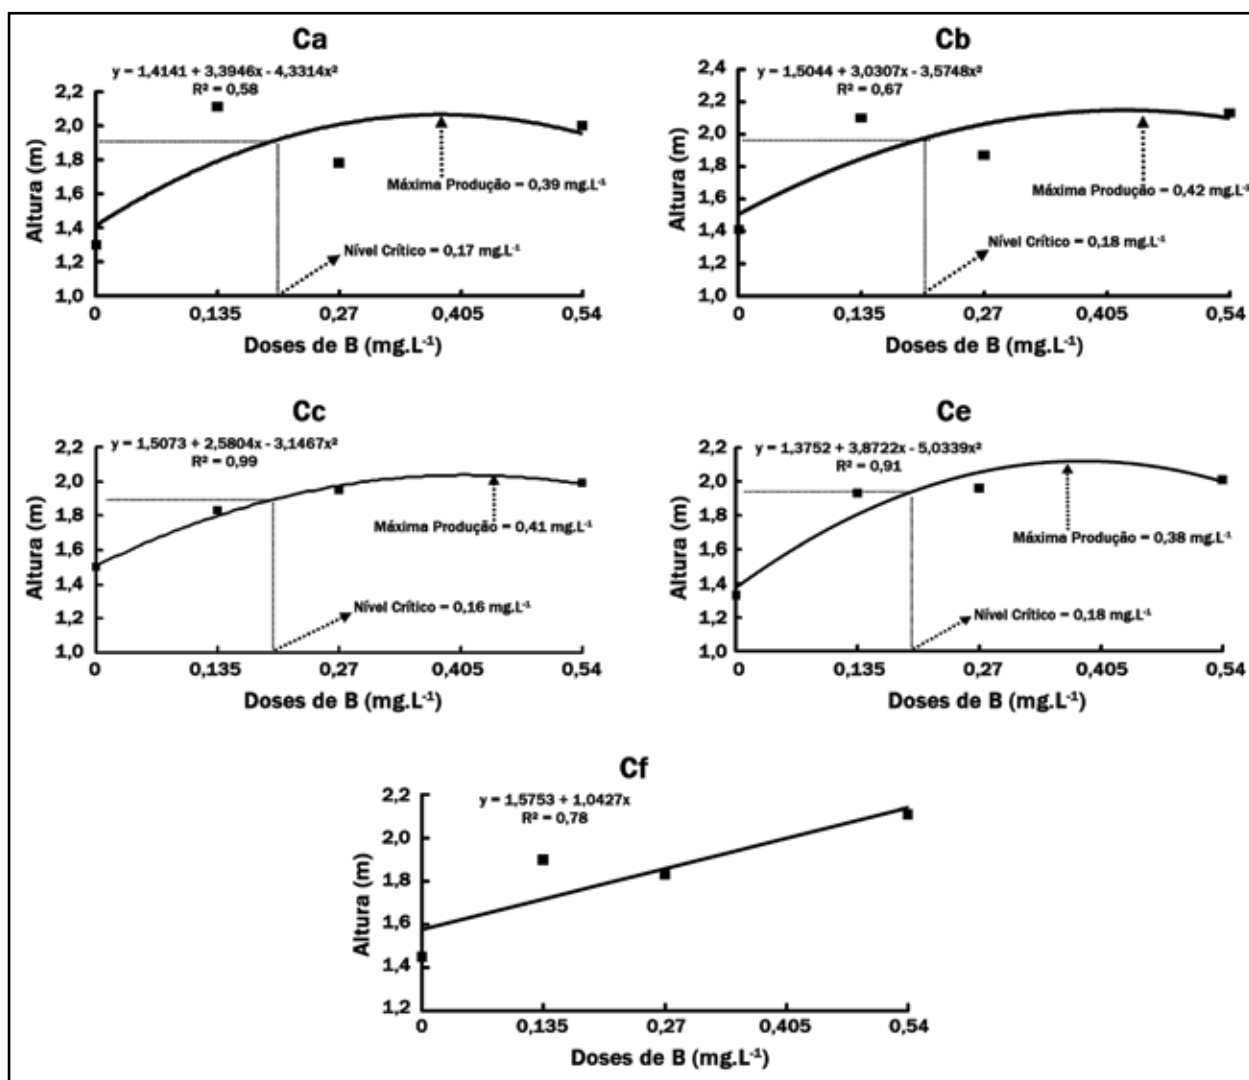 Ca
y = 1,4141 + 3,3946x - 4,3314x²
R² = 0,58
2,2
2,0
1,8
1,6
1,4
1,2
1,0
Altura (m)
Máxima Produção = 0,39 mg.L⁻¹
Nível Crítico = 0,17 mg.L⁻¹
0 0,135 0,27 0,405 0,54
Doses de B (mg.L⁻¹)
Cb
y = 1,5044 + 3,0307x - 3,5748x²
R² = 0,67
2,4
2,2
2,0
1,8
1,6
1,4
1,2
1,0
Altura (m)
Máxima Produção = 0,42 mg.L⁻¹
Nível Crítico = 0,18 mg.L⁻¹
0 0,135 0,27 0,405 0,54
Doses de B (mg.L⁻¹)
Cc
y = 1,5073 + 2,5804x - 3,1467x²
R² = 0,99
2,2
2,0
1,8
1,6
1,4
1,2
1,0
Altura (m)
Máxima Produção = 0,41 mg.L⁻¹
Nível Crítico = 0,16 mg.L⁻¹
0 0,135 0,27 0,405 0,54
Doses de B (mg.L⁻¹)
Ce
y = 1,3752 + 3,8722x - 5,0339x²
R² = 0,91
2,2
2,0
1,8
1,6
1,4
1,2
1,0
Altura (m)
Máxima Produção = 0,38 mg.L⁻¹
Nível Crítico = 0,18 mg.L⁻¹
0 0,135 0,27 0,405 0,54
Doses de B (mg.L⁻¹)
Cf
y = 1,5753 + 1,0427x
R² = 0,78
2,2
2,0
1,8
1,6
1,4
1,2
Altura (m)
0 0,135 0,27 0,405 0,54
Doses de B (mg.L⁻¹)